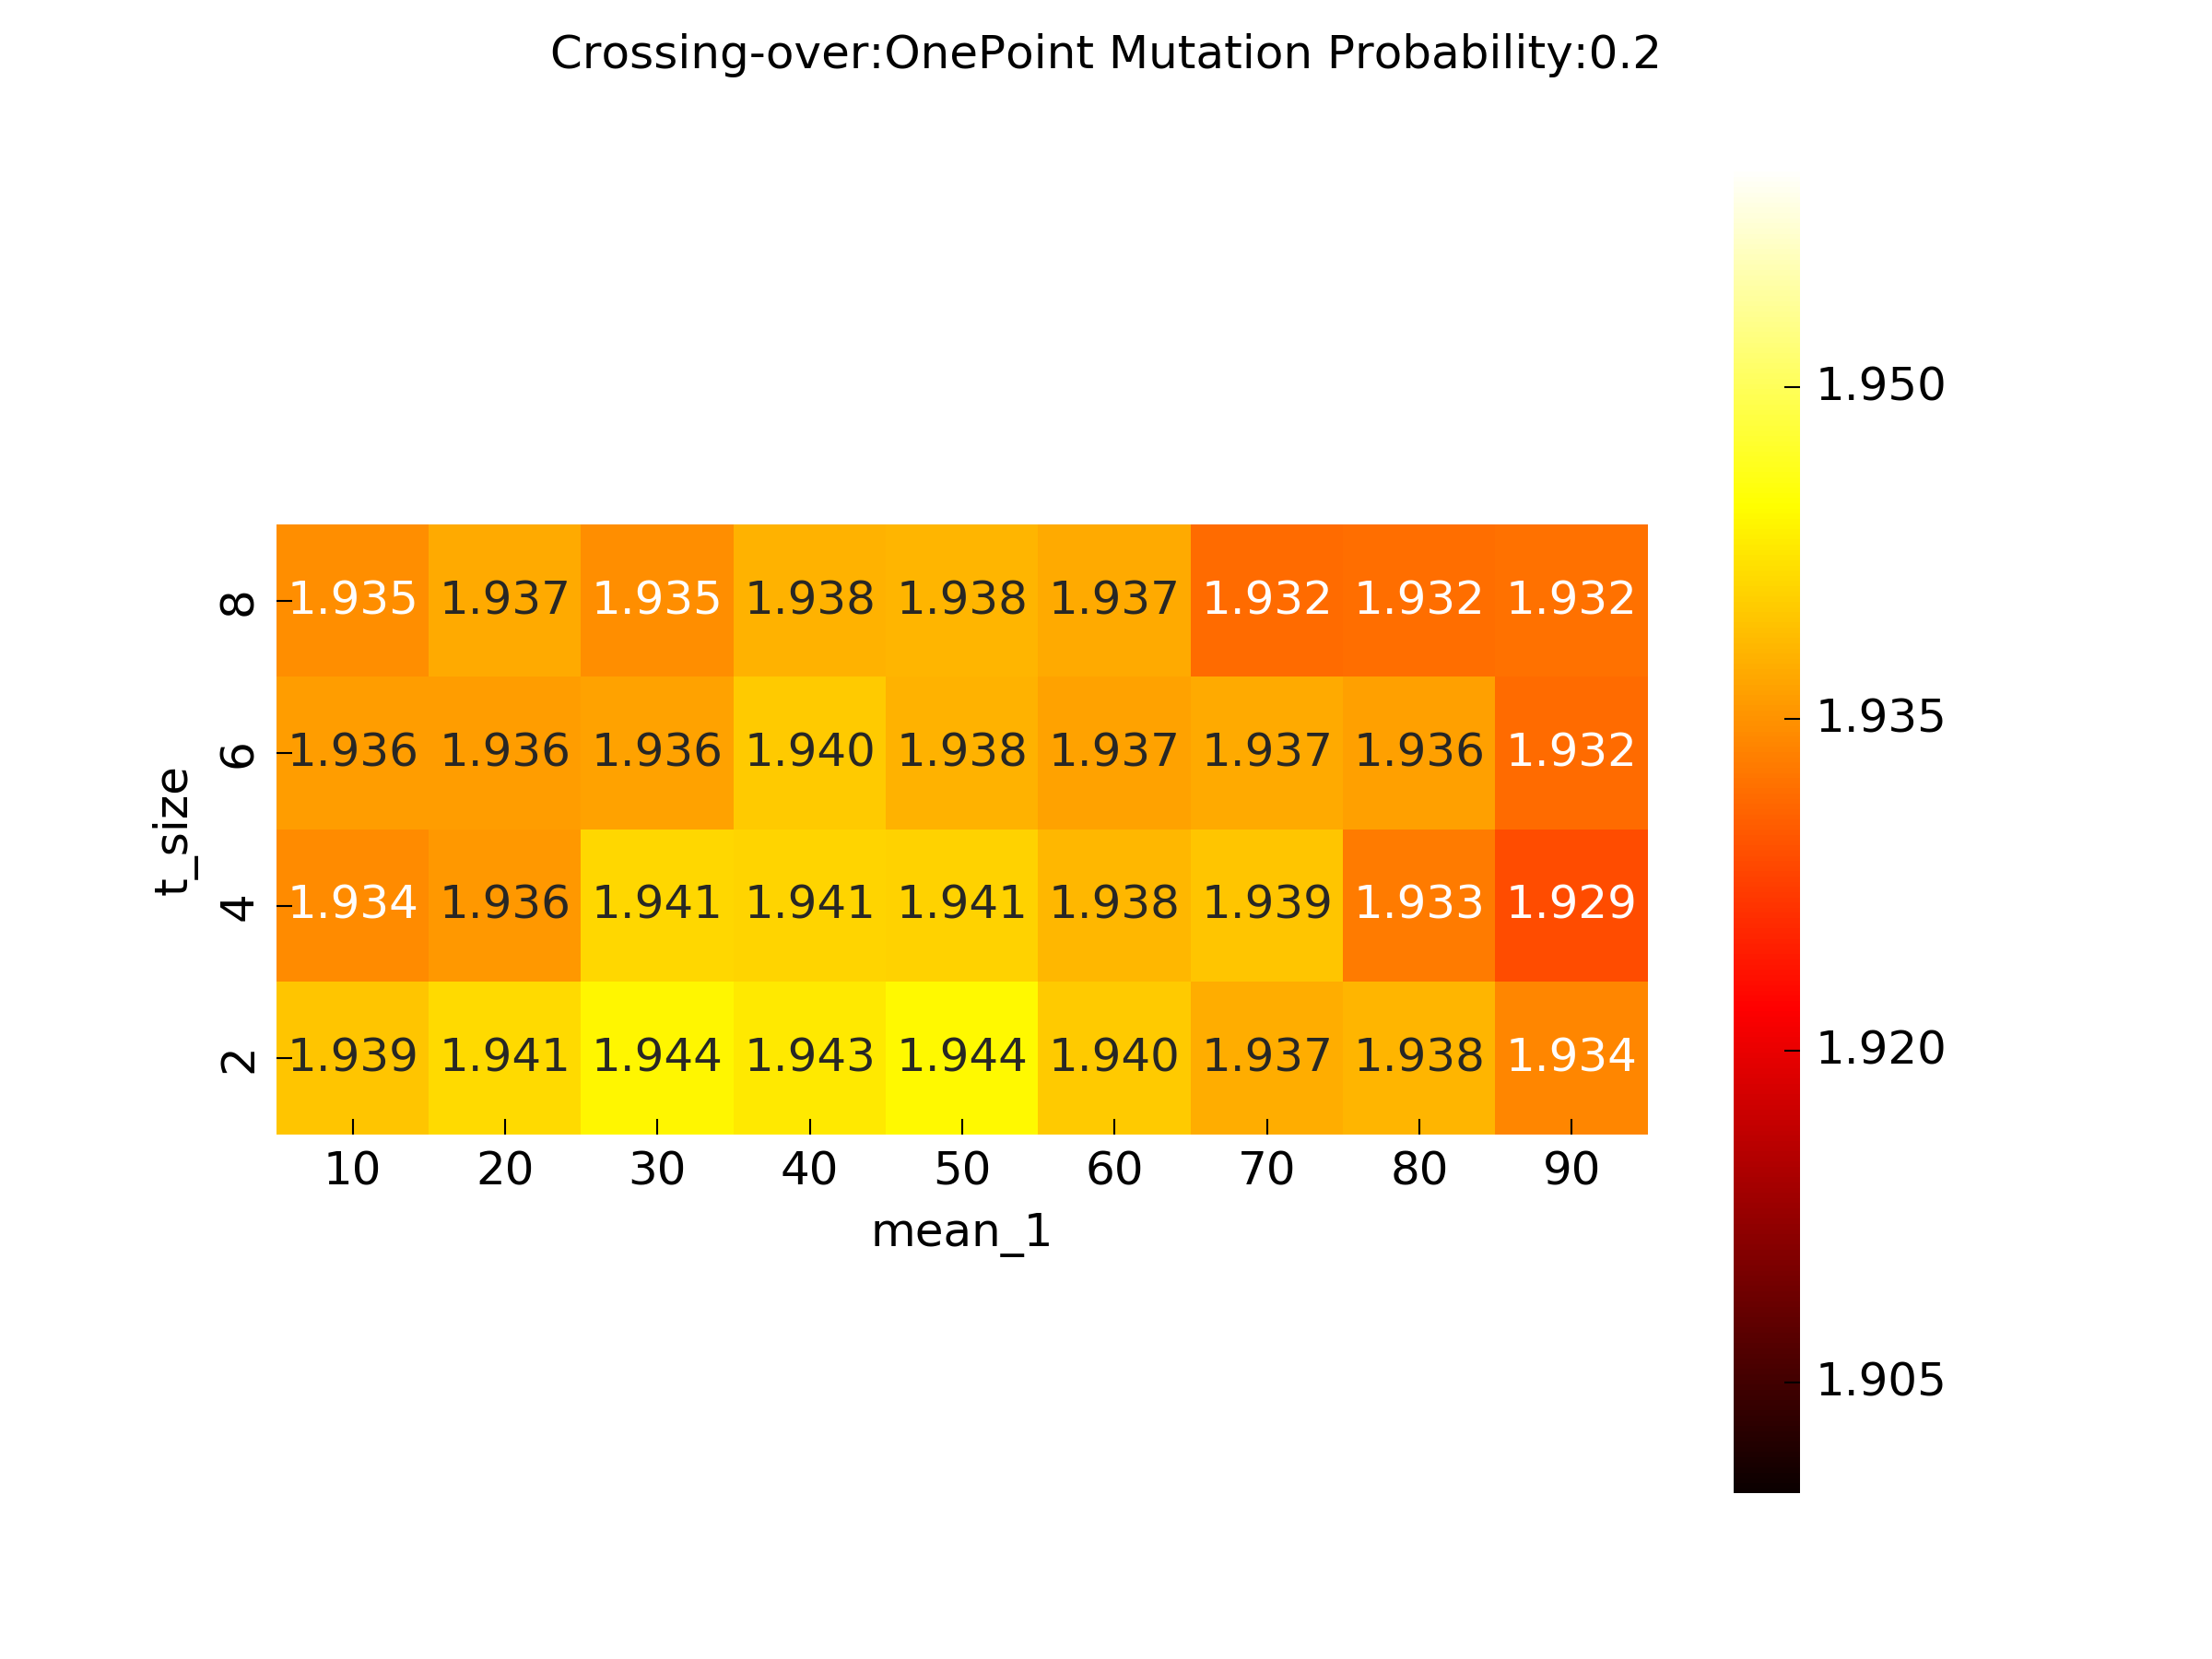 Crossing-over:OnePoint Mutation Probability:0.2
1.950
1.935
1.920
1.905
t_size
8 1.935 1.937 1.935 1.938 1.938 1.937 1.932 1.932 1.932
6 1.936 1.936 1.936 1.940 1.938 1.937 1.937 1.936 1.932
4 1.934 1.936 1.941 1.941 1.941 1.938 1.939 1.933 1.929
2 1.939 1.941 1.944 1.943 1.944 1.940 1.937 1.938 1.934
10 20 30 40 50 60 70 80 90
mean_1